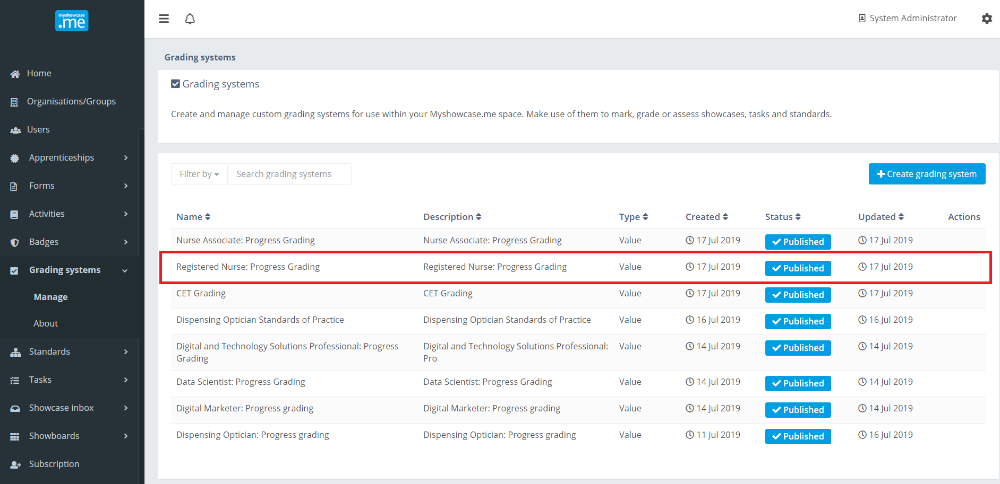 myshowcase
.me
System Administrator
Home
Organisations/Groups
Users
Apprenticeships
Forms
Activities
Badges
Grading systems
Manage
About
Standards
Tasks
Showcase inbox
Showboards
Subscription
Grading systems
Grading systems
Create and manage custom grading systems for use within your Myshowcase.me space. Make use of them to mark, grade or assess showcases, tasks and standards.
Filter by Search grading systems Create grading system
Name Description Type Created Status Updated Actions
Nurse Associate: Progress Grading Nurse Associate: Progress Grading Value 17 Jul 2019 Published 17 Jul 2019
Registered Nurse: Progress Grading Registered Nurse: Progress Grading Value 17 Jul 2019 Published 17 Jul 2019
CET Grading CET Grading Value 17 Jul 2019 Published 17 Jul 2019
Dispensing Optician Standards of Practice Dispensing Optician Standards of Practice Value 16 Jul 2019 Published 16 Jul 2019
Digital and Technology Solutions Professional: Progress Digital and Technology Solutions Professional: Value 14 Jul 2019 Published 14 Jul 2019
Grading Pro
Data Scientist: Progress Grading Data Scientist: Progress Grading Value 14 Jul 2019 Published 14 Jul 2019
Digital Marketer: Progress grading Digital Marketer: Progress grading Value 14 Jul 2019 Published 14 Jul 2019
Dispensing Optician: Progress grading Dispensing Optician: Progress grading Value 11 Jul 2019 Published 16 Jul 2019